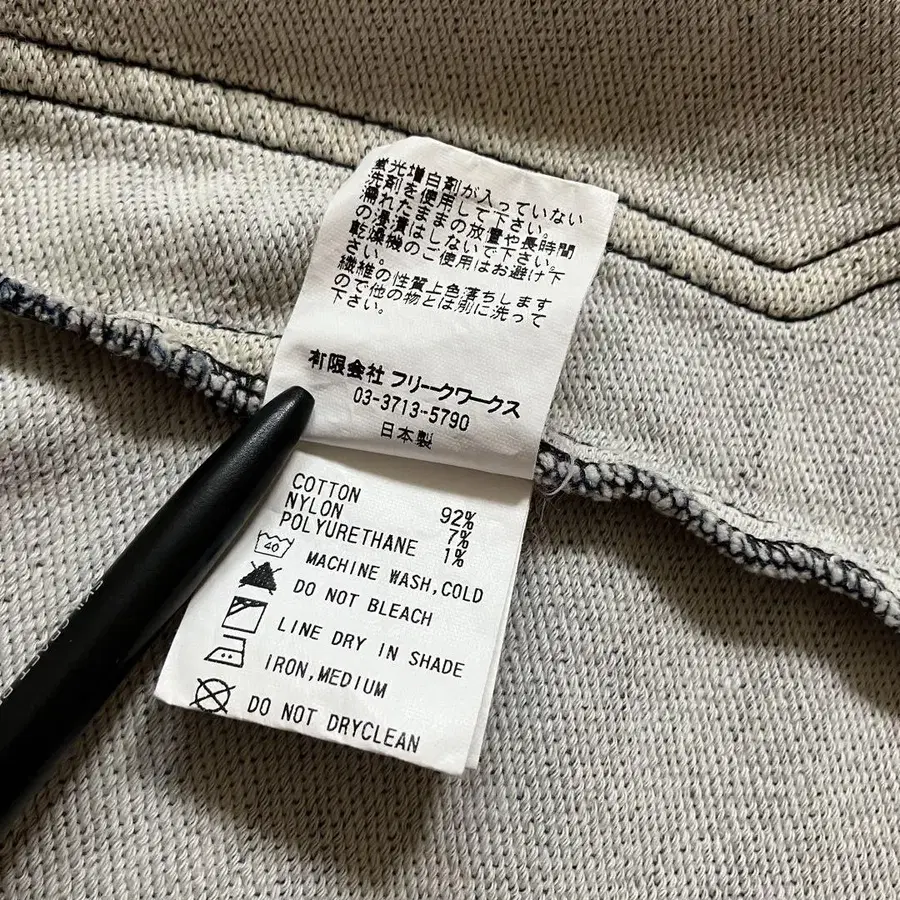 蛍光増白剤が入っていない
洗剤を使用して下さい。
濡れたままの放置や長時間
の浸漬はしないで下さい。
乾燥機のご使用はお避け下
さい。
繊維の性質上色落ちします
ので他の物とは別に洗って
下さい。
有限会社 フリークワークス
03-3713-5790
日本製
COTTON 92%
NYLON 7%
POLYURETHANE 1%
40 MACHINE WASH,COLD
DO NOT BLEACH
LINE DRY IN SHADE
IRON,MEDIUM
DO NOT DRYCLEAN